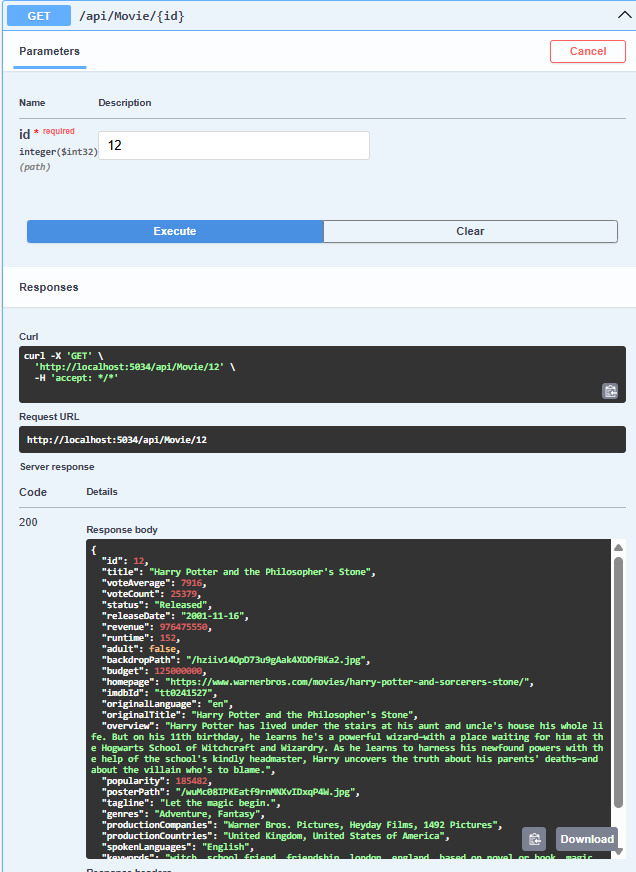 GET /api/Movie/{id}
Parameters
Cancel
Name Description
id * required
12
integer($int32)
(path)
Execute
Clear
Responses
Curl
curl -X 'GET' \
'http://localhost:5034/api/Movie/12' \
-H 'accept: */*'
Request URL
http://localhost:5034/api/Movie/12
Server response
Code Details
200
Response body
{
"id": 12,
"title": "Harry Potter and the Philosopher's Stone",
"voteAverage": 7916,
"voteCount": 25379,
"status": "Released",
"releaseDate": "2001-11-16",
"revenue": 976475550,
"runtime": 152,
"adult": false,
"backdropPath": "/hziiv14OpD73u9gAak4XDDfBKa2.jpg",
"budget": 125000000,
"homepage": "https://www.warnerbros.com/movies/harry-potter-and-sorcerers-stone/",
"imdbId": "tt0241527",
"originalLanguage": "en",
"originalTitle": "Harry Potter and the Philosopher's Stone",
"overview": "Harry Potter has lived under the stairs at his aunt and uncle's house his whole li
fe. But on his 11th birthday, he learns he's a powerful wizard—with a place waiting for him at th
e Hogwarts School of Witchcraft and Wizardry. As he learns to harness his newfound powers with th
e help of the school's kindly headmaster, Harry uncovers the truth about his parents' deaths—and
about the villain who's to blame.",
"popularity": 185482,
"posterPath": "/wuMc08IPKEatf9rnMNXvIDxqP4W.jpg",
"tagline": "Let the magic begin.",
"genres": "Adventure, Fantasy",
"productionCompanies": "Warner Bros. Pictures, Heyday Films, 1492 Pictures",
"productionCountries": "United Kingdom, United States of America",
"spokenLanguages": "English",
"keywords": "witch, school friend, friendship, london, england, based on novel or book, magic,
Download
Response headers